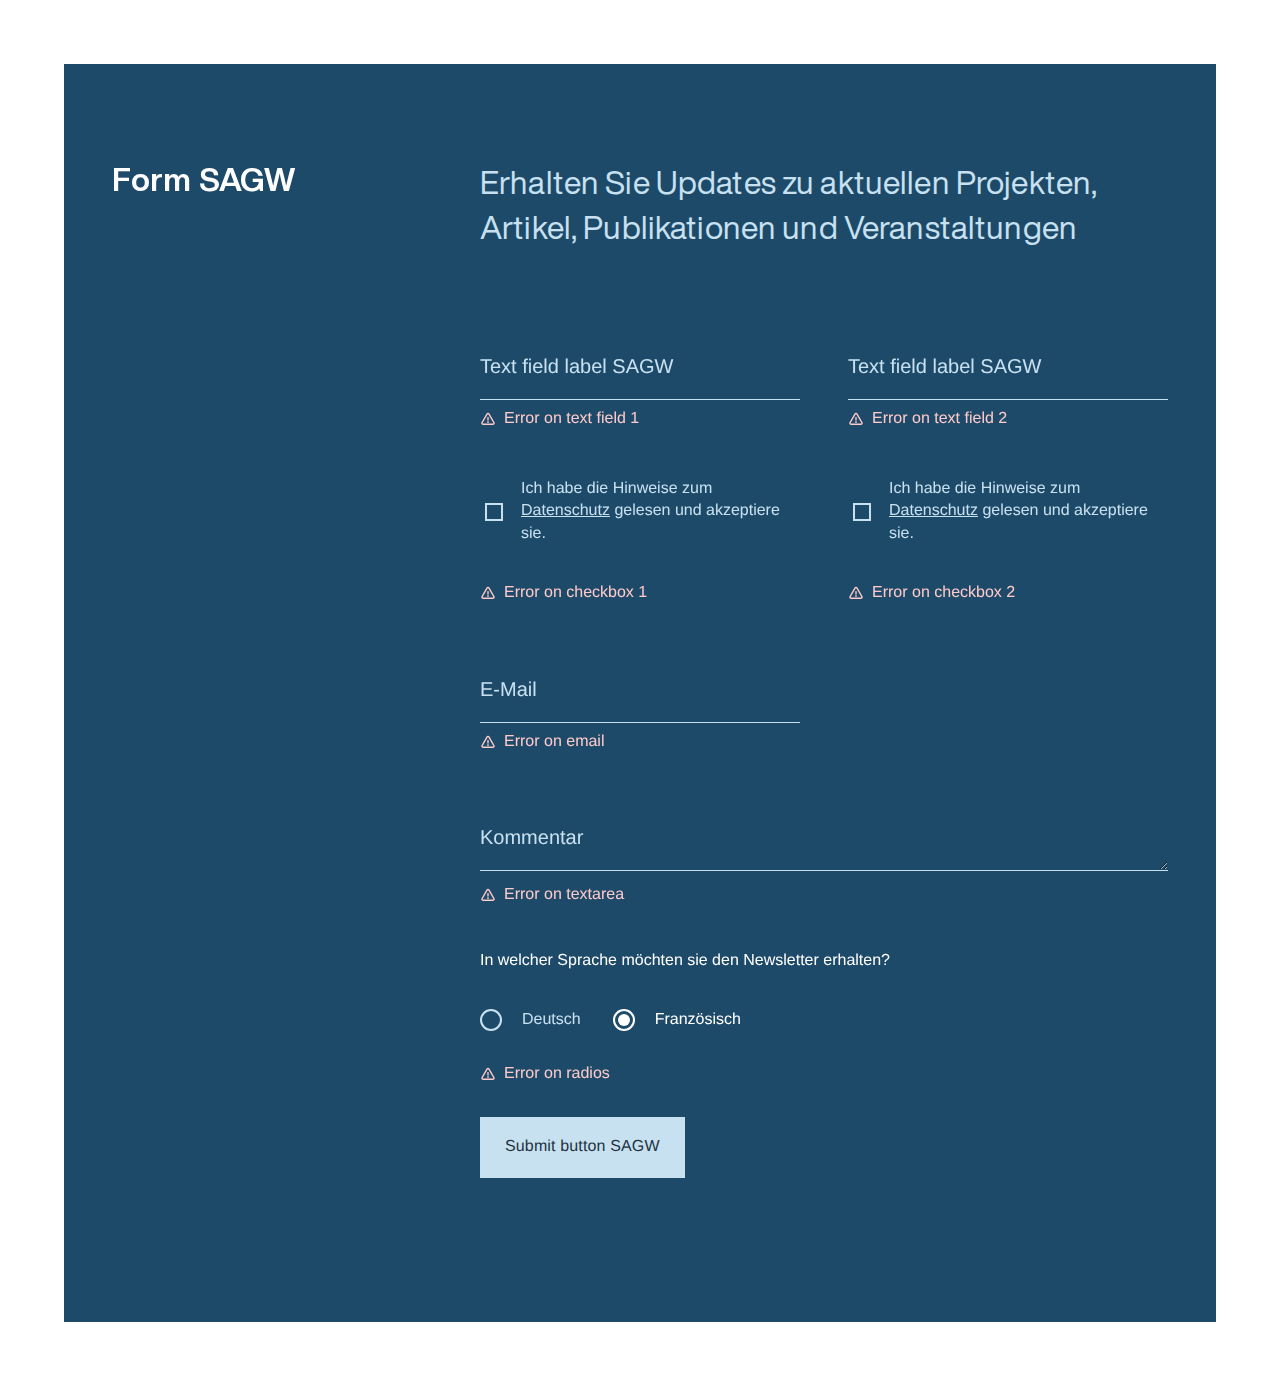 Form SAGW
Erhalten Sie Updates zu aktuellen Projekten,
Artikel, Publikationen und Veranstaltungen
Text field label SAGW
Error on text field 1
Text field label SAGW
Error on text field 2
Ich habe die Hinweise zum
Datenschutz gelesen und akzeptiere
sie.
Error on checkbox 1
Ich habe die Hinweise zum
Datenschutz gelesen und akzeptiere
sie.
Error on checkbox 2
E-Mail
Error on email
Kommentar
Error on textarea
In welcher Sprache möchten sie den Newsletter erhalten?
Deutsch
Französisch
Error on radios
Submit button SAGW